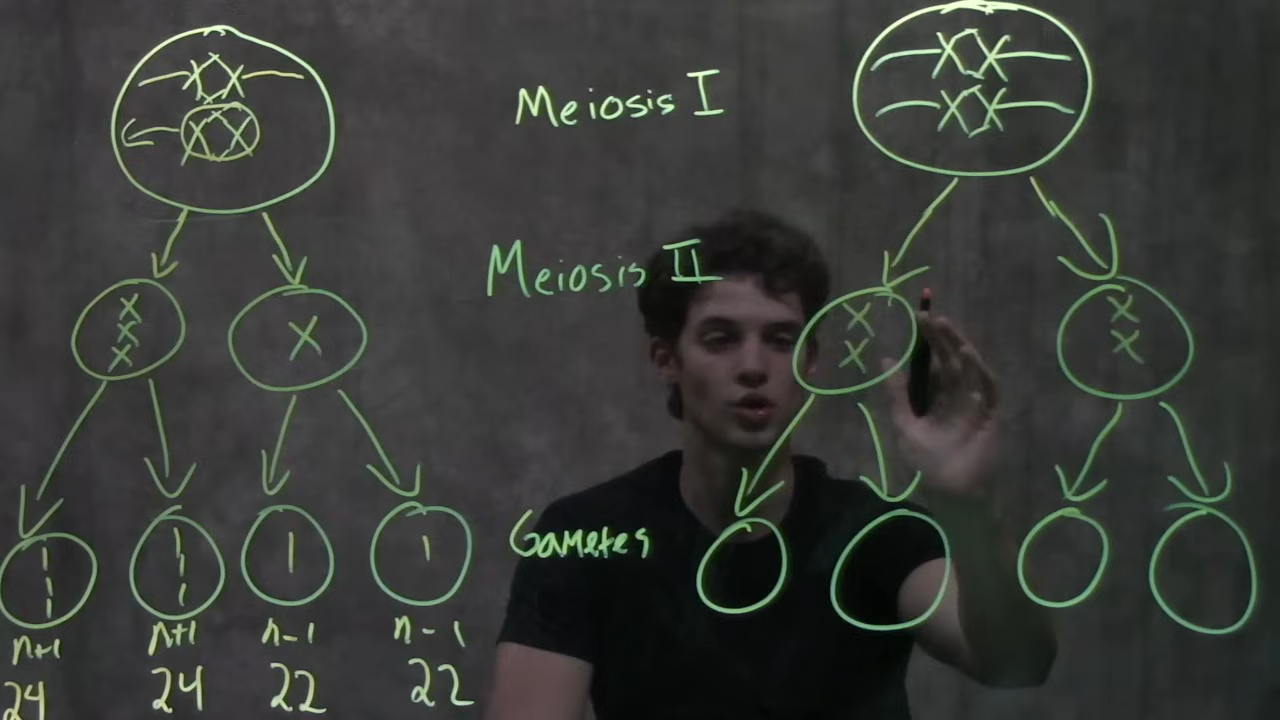 Meiosis I
Meiosis II
Gametes
n+1 n+1 n-1 n-1
24 24 22 22